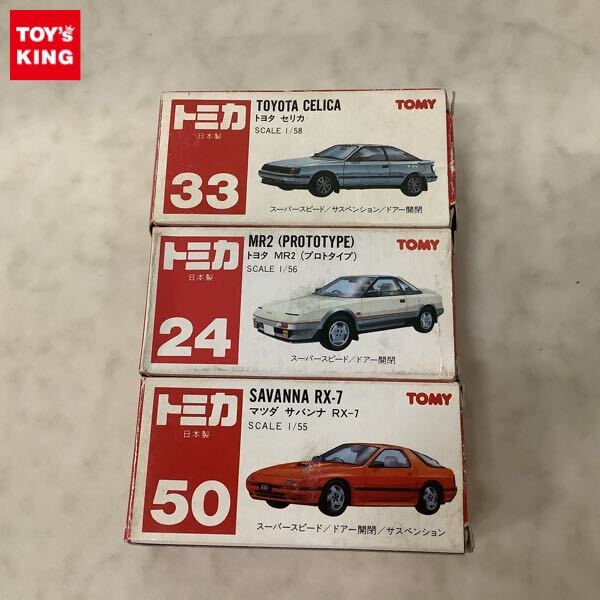 TOY'S
KING
トミカ
日本製
33
TOYOTA CELICA
トヨタ セリカ
SCALE 1/58
TOMY
スーパースピード/サスペンション/ドアー開閉
トミカ
日本製
24
MR2 (PROTOTYPE)
トヨタ MR2 (プロトタイプ)
SCALE 1/56
TOMY
スーパースピード/ドアー開閉
トミカ
日本製
50
SAVANNA RX-7
マツダ サバンナ RX-7
SCALE 1/55
TOMY
スーパースピード/ドアー開閉/サスペンション